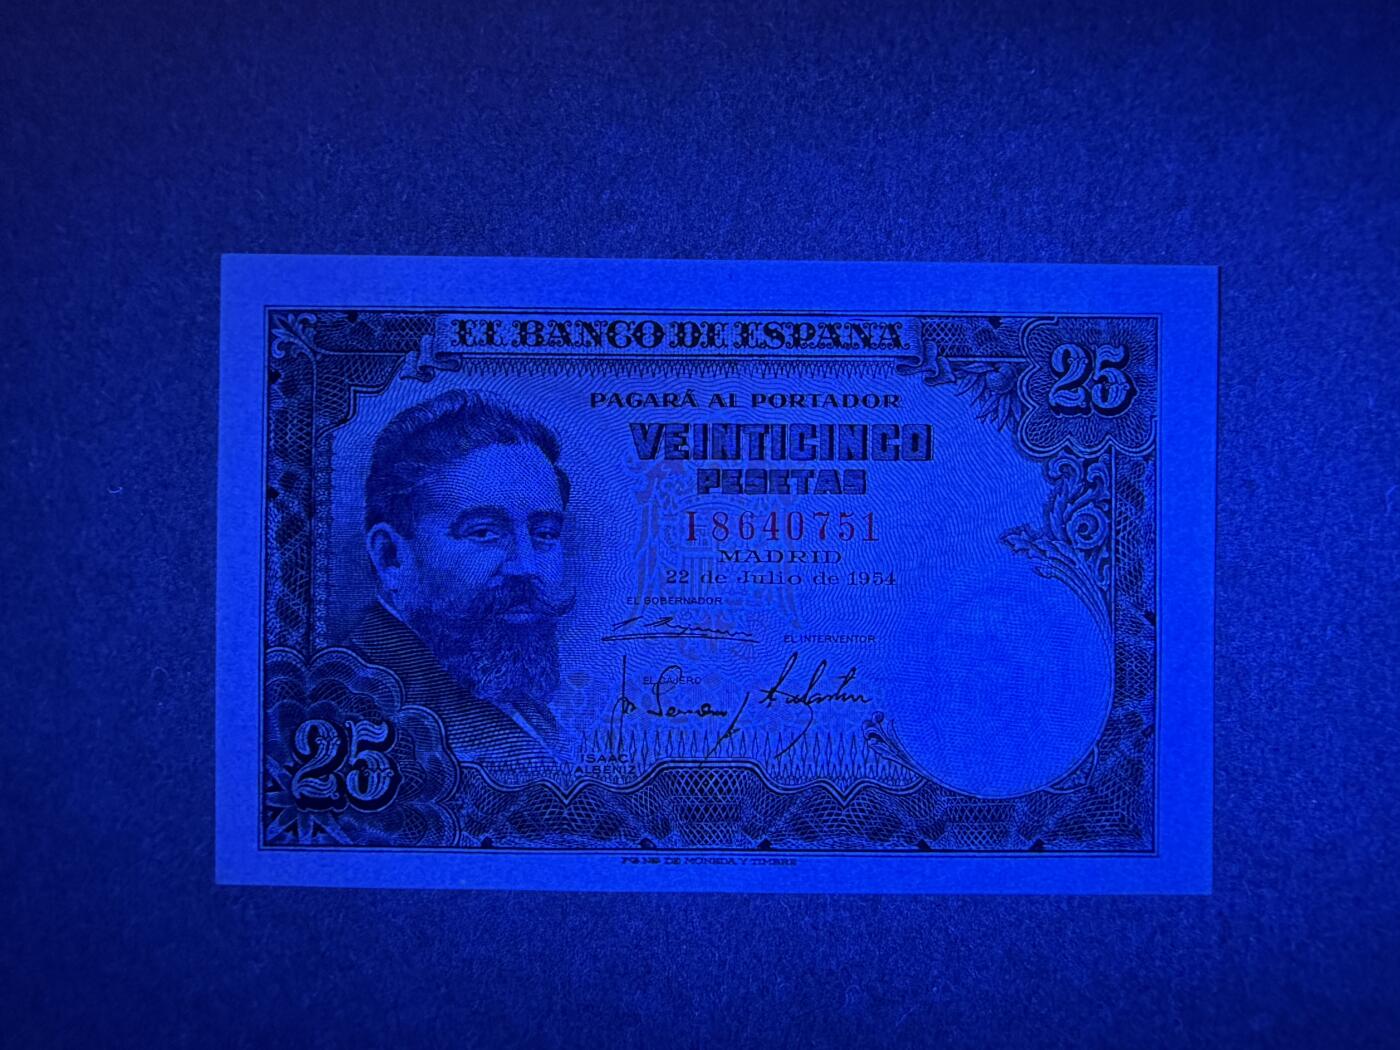 EL BANCO DE ESPAÑA
25
PAGARÁ AL PORTADOR
VEINTICINCO
PESETAS
I8640751
MADRID
22 de Julio de 1954
EL GOBERNADOR
EL INTERVENTOR
EL CAJERO
25
ISAAC
ALBENIZ
DE MONEDA Y TIMBRE